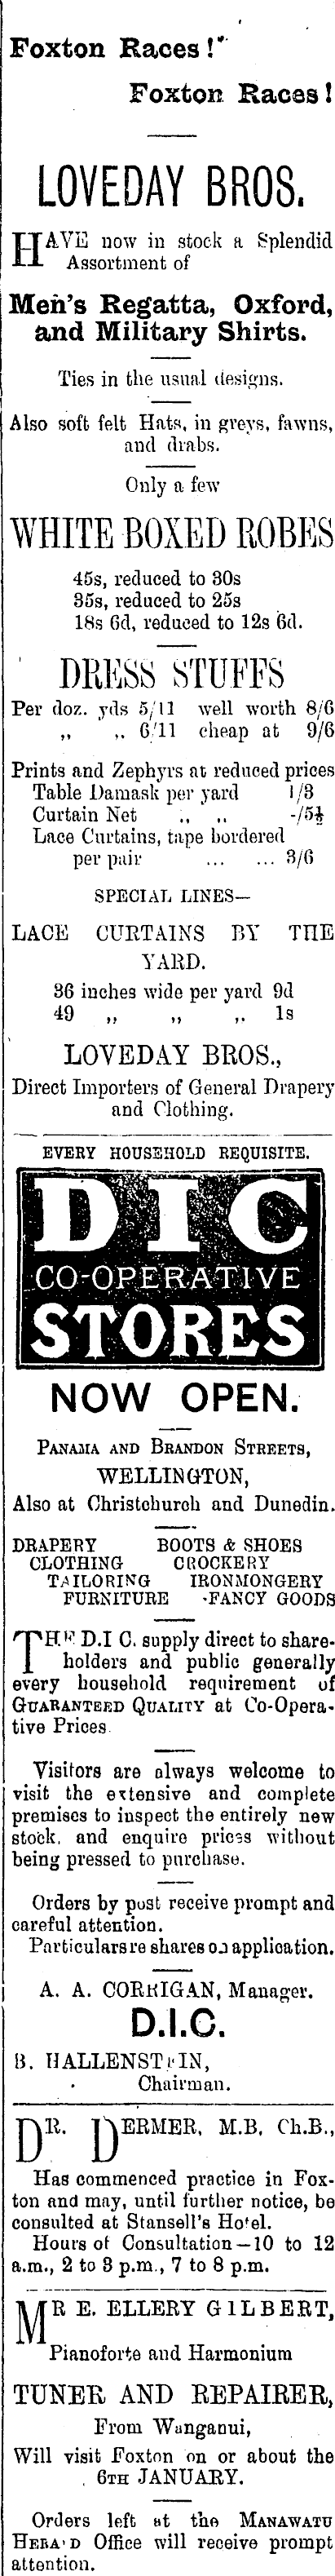 Foxton Races!
Foxton Races!
LOVEDAY BROS.
HAVE now in stock a Splendid
Assortment of
Men's Regatta, Oxford,
and Military Shirts.
Ties in the usual designs.
Also soft felt Hats, in greys, fawns,
and drabs.
Only a few
WHITE BOXED ROBES
45s, reduced to 30s
35s, reduced to 25s
18s 6d, reduced to 12s 6d.
DRESS STUFFS
Per doz. yds 5/11 well worth 8/6
„ „ 6/11 cheap at 9/6
Prints and Zephyrs at reduced prices
Table Damask per yard 1/3
Curtain Net „ „ -/5½
Lace Curtains, tape bordered
per pair ... ... 3/6
SPECIAL LINES—
LACE CURTAINS BY THE
YARD.
36 inches wide per yard 9d
49 „ „ „ 1s
LOVEDAY BROS.,
Direct Importers of General Drapery
and Clothing.
EVERY HOUSEHOLD REQUISITE.
DIC
CO-OPERATIVE
STORES
NOW OPEN.
PANAMA AND BRANDON STREETS,
WELLINGTON,
Also at Christchurch and Dunedin.
DRAPERY BOOTS & SHOES
CLOTHING CROCKERY
TAILORING IRONMONGERY
FURNITURE FANCY GOODS
THE D.I C. supply direct to share-
holders and public generally
every household requirement of
GUARANTEED QUALITY at Co-Opera-
tive Prices.
Visitors are always welcome to
visit the extensive and complete
premises to inspect the entirely new
stock, and enquire prices without
being pressed to purchase.
Orders by post receive prompt and
careful attention.
Particulars re shares on application.
A. A. CORRIGAN, Manager.
D.I.C.
B. HALLENSTEIN,
Chairman.
DR. DERMER, M.B, Ch.B.,
Has commenced practice in Fox-
ton and may, until further notice, be
consulted at Stansell's Hotel.
Hours of Consultation—10 to 12
a.m., 2 to 3 p.m., 7 to 8 p.m.
MR E. ELLERY GILBERT,
Pianoforte and Harmonium
TUNER AND REPAIRER,
From Wanganui,
Will visit Foxton on or about the
6TH JANUARY.
Orders left at the MANAWATU
HERALD Office will receive prompt
attention.